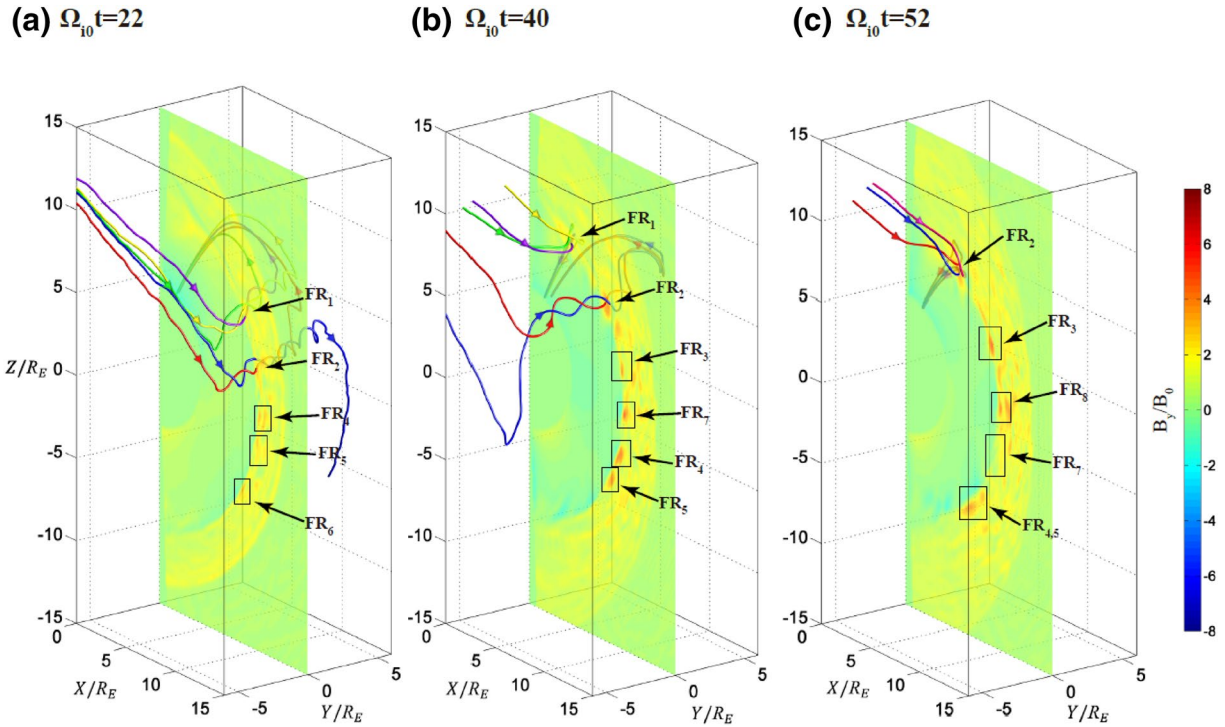 (a) Ωi0t=22
(b) Ωi0t=40
(c) Ωi0t=52
15
10
5
0
-5
-10
-15
Z/RE
0
5
10
15
X/RE
-5
0
5
Y/RE
FR1
FR2
FR4
FR5
FR6
15
10
5
0
-5
-10
-15
0
5
10
15
X/RE
-5
0
5
Y/RE
FR1
FR2
FR3
FR7
FR4
FR5
15
10
5
0
-5
-10
-15
0
5
10
15
X/RE
-5
0
5
Y/RE
FR2
FR3
FR8
FR7
FR4,5
8
6
4
2
0
-2
-4
-6
-8
By/B0